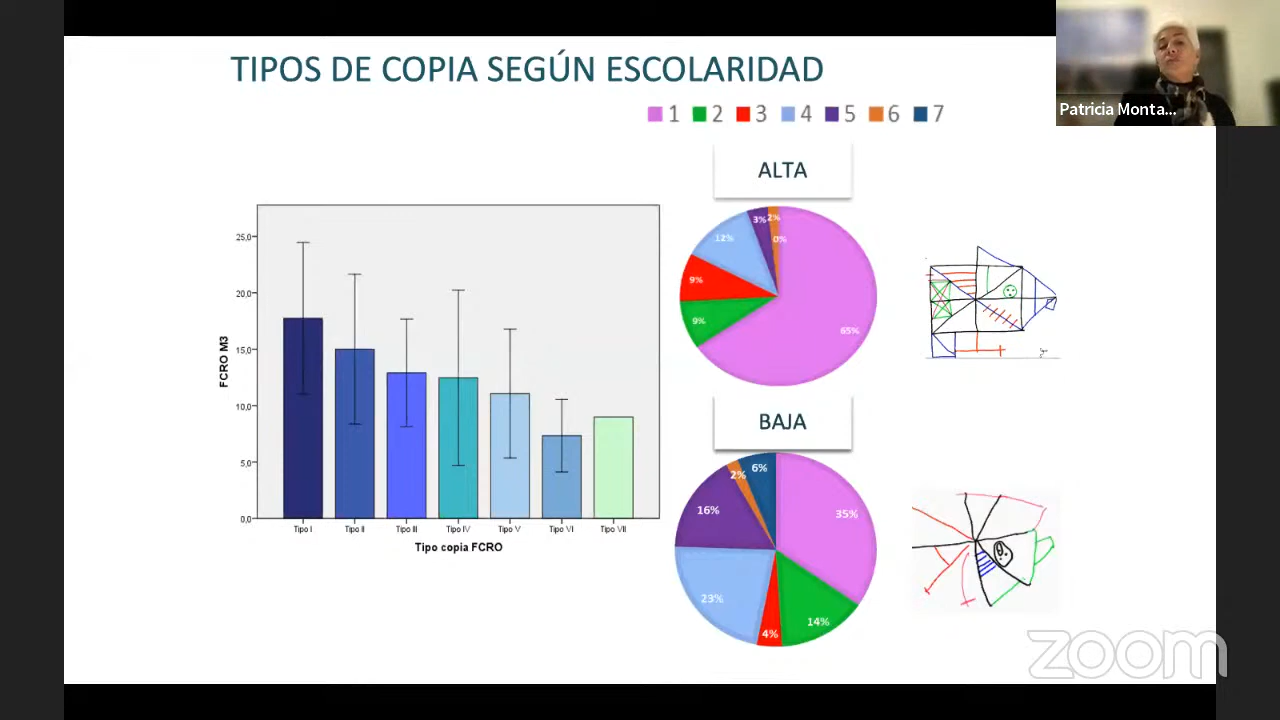 TIPOS DE COPIA SEGÚN ESCOLARIDAD
Patricia Monta...
1 2 3 4 5 6 7
ALTA
3% 2%
12% 0%
9%
9%
65%
FCRO M3
25,0
20,0
15,0
10,0
5,0
0,0
Tipo I Tipo II Tipo III Tipo IV Tipo V Tipo VI Tipo VII
Tipo copia FCRO
BAJA
2% 6%
16% 35%
23%
4% 14%
zoom